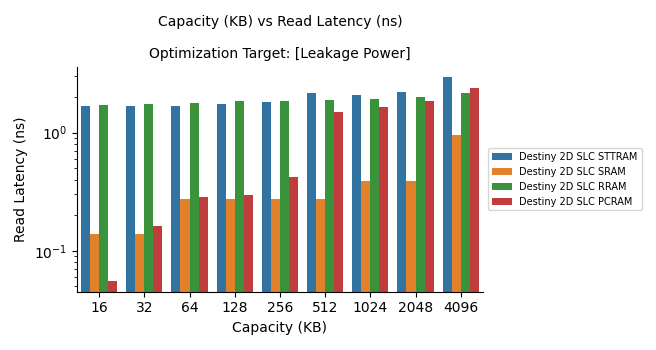 Capacity (KB) vs Read Latency (ns)
Optimization Target: [Leakage Power]
Read Latency (ns)
10^0
10^-1
16 32 64 128 256 512 1024 2048 4096
Capacity (KB)
Destiny 2D SLC STTRAM
Destiny 2D SLC SRAM
Destiny 2D SLC RRAM
Destiny 2D SLC PCRAM